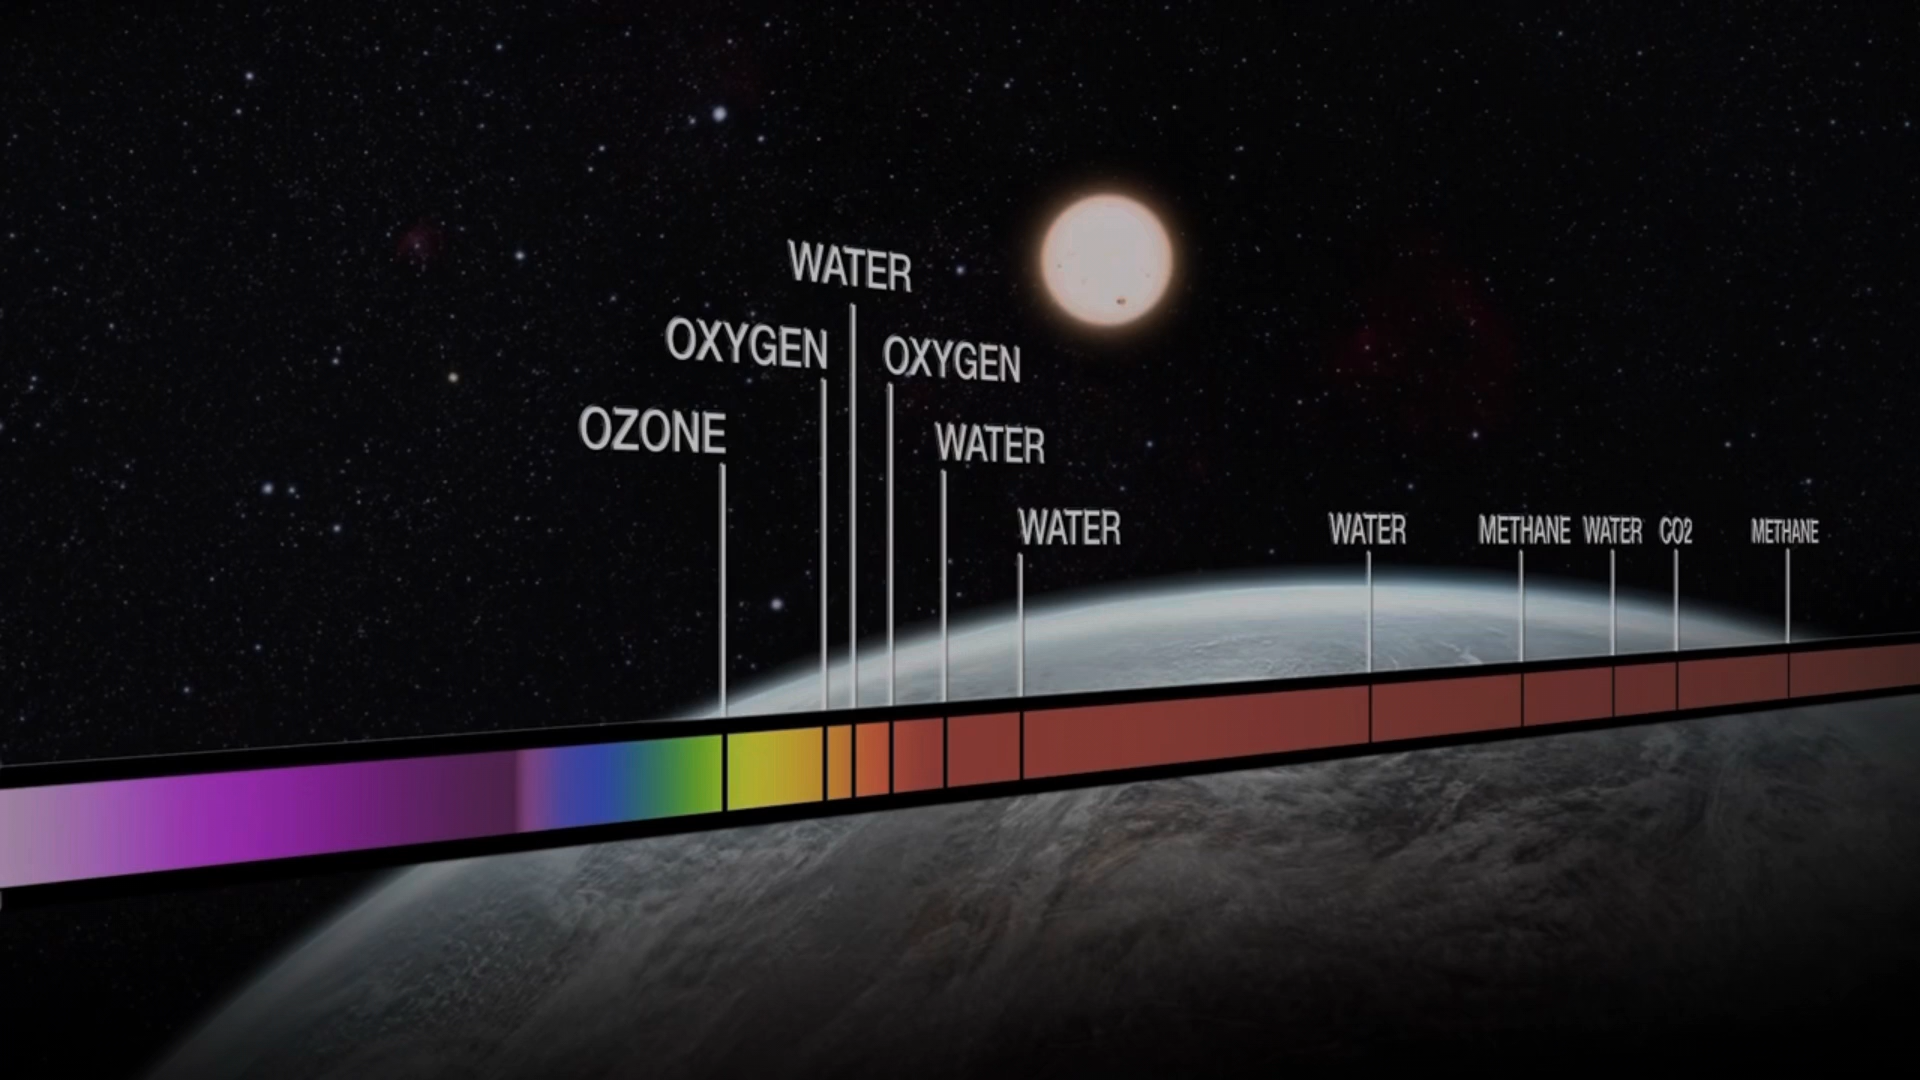 WATER
OXYGEN
OXYGEN
OZONE
WATER
WATER
WATER
METHANE
WATER
CO2
METHANE